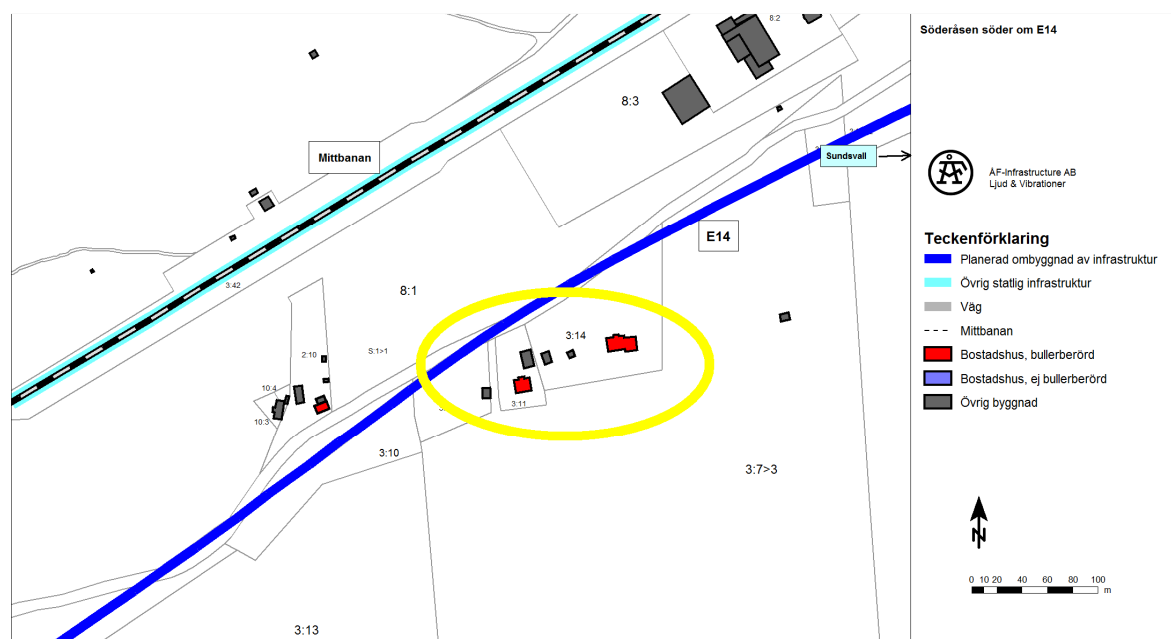 8:2
Söderåsen söder om E14
8:3
Mittbanan
Sundsvall
ÅF-Infrastructure AB
Ljud & Vibrationer
E14
Teckenförklaring
Planerad ombyggnad av infrastruktur
Övrig statlig infrastruktur
Väg
Mittbanan
Bostadshus, bullerberörd
Bostadshus, ej bullerberörd
Övrig byggnad
3:42
8:1
3:14
S:1>1
2:10
10:4
10:3
3:11
3:10
3:7>3
N
0 10 20 40 60 80 100
m
3:13